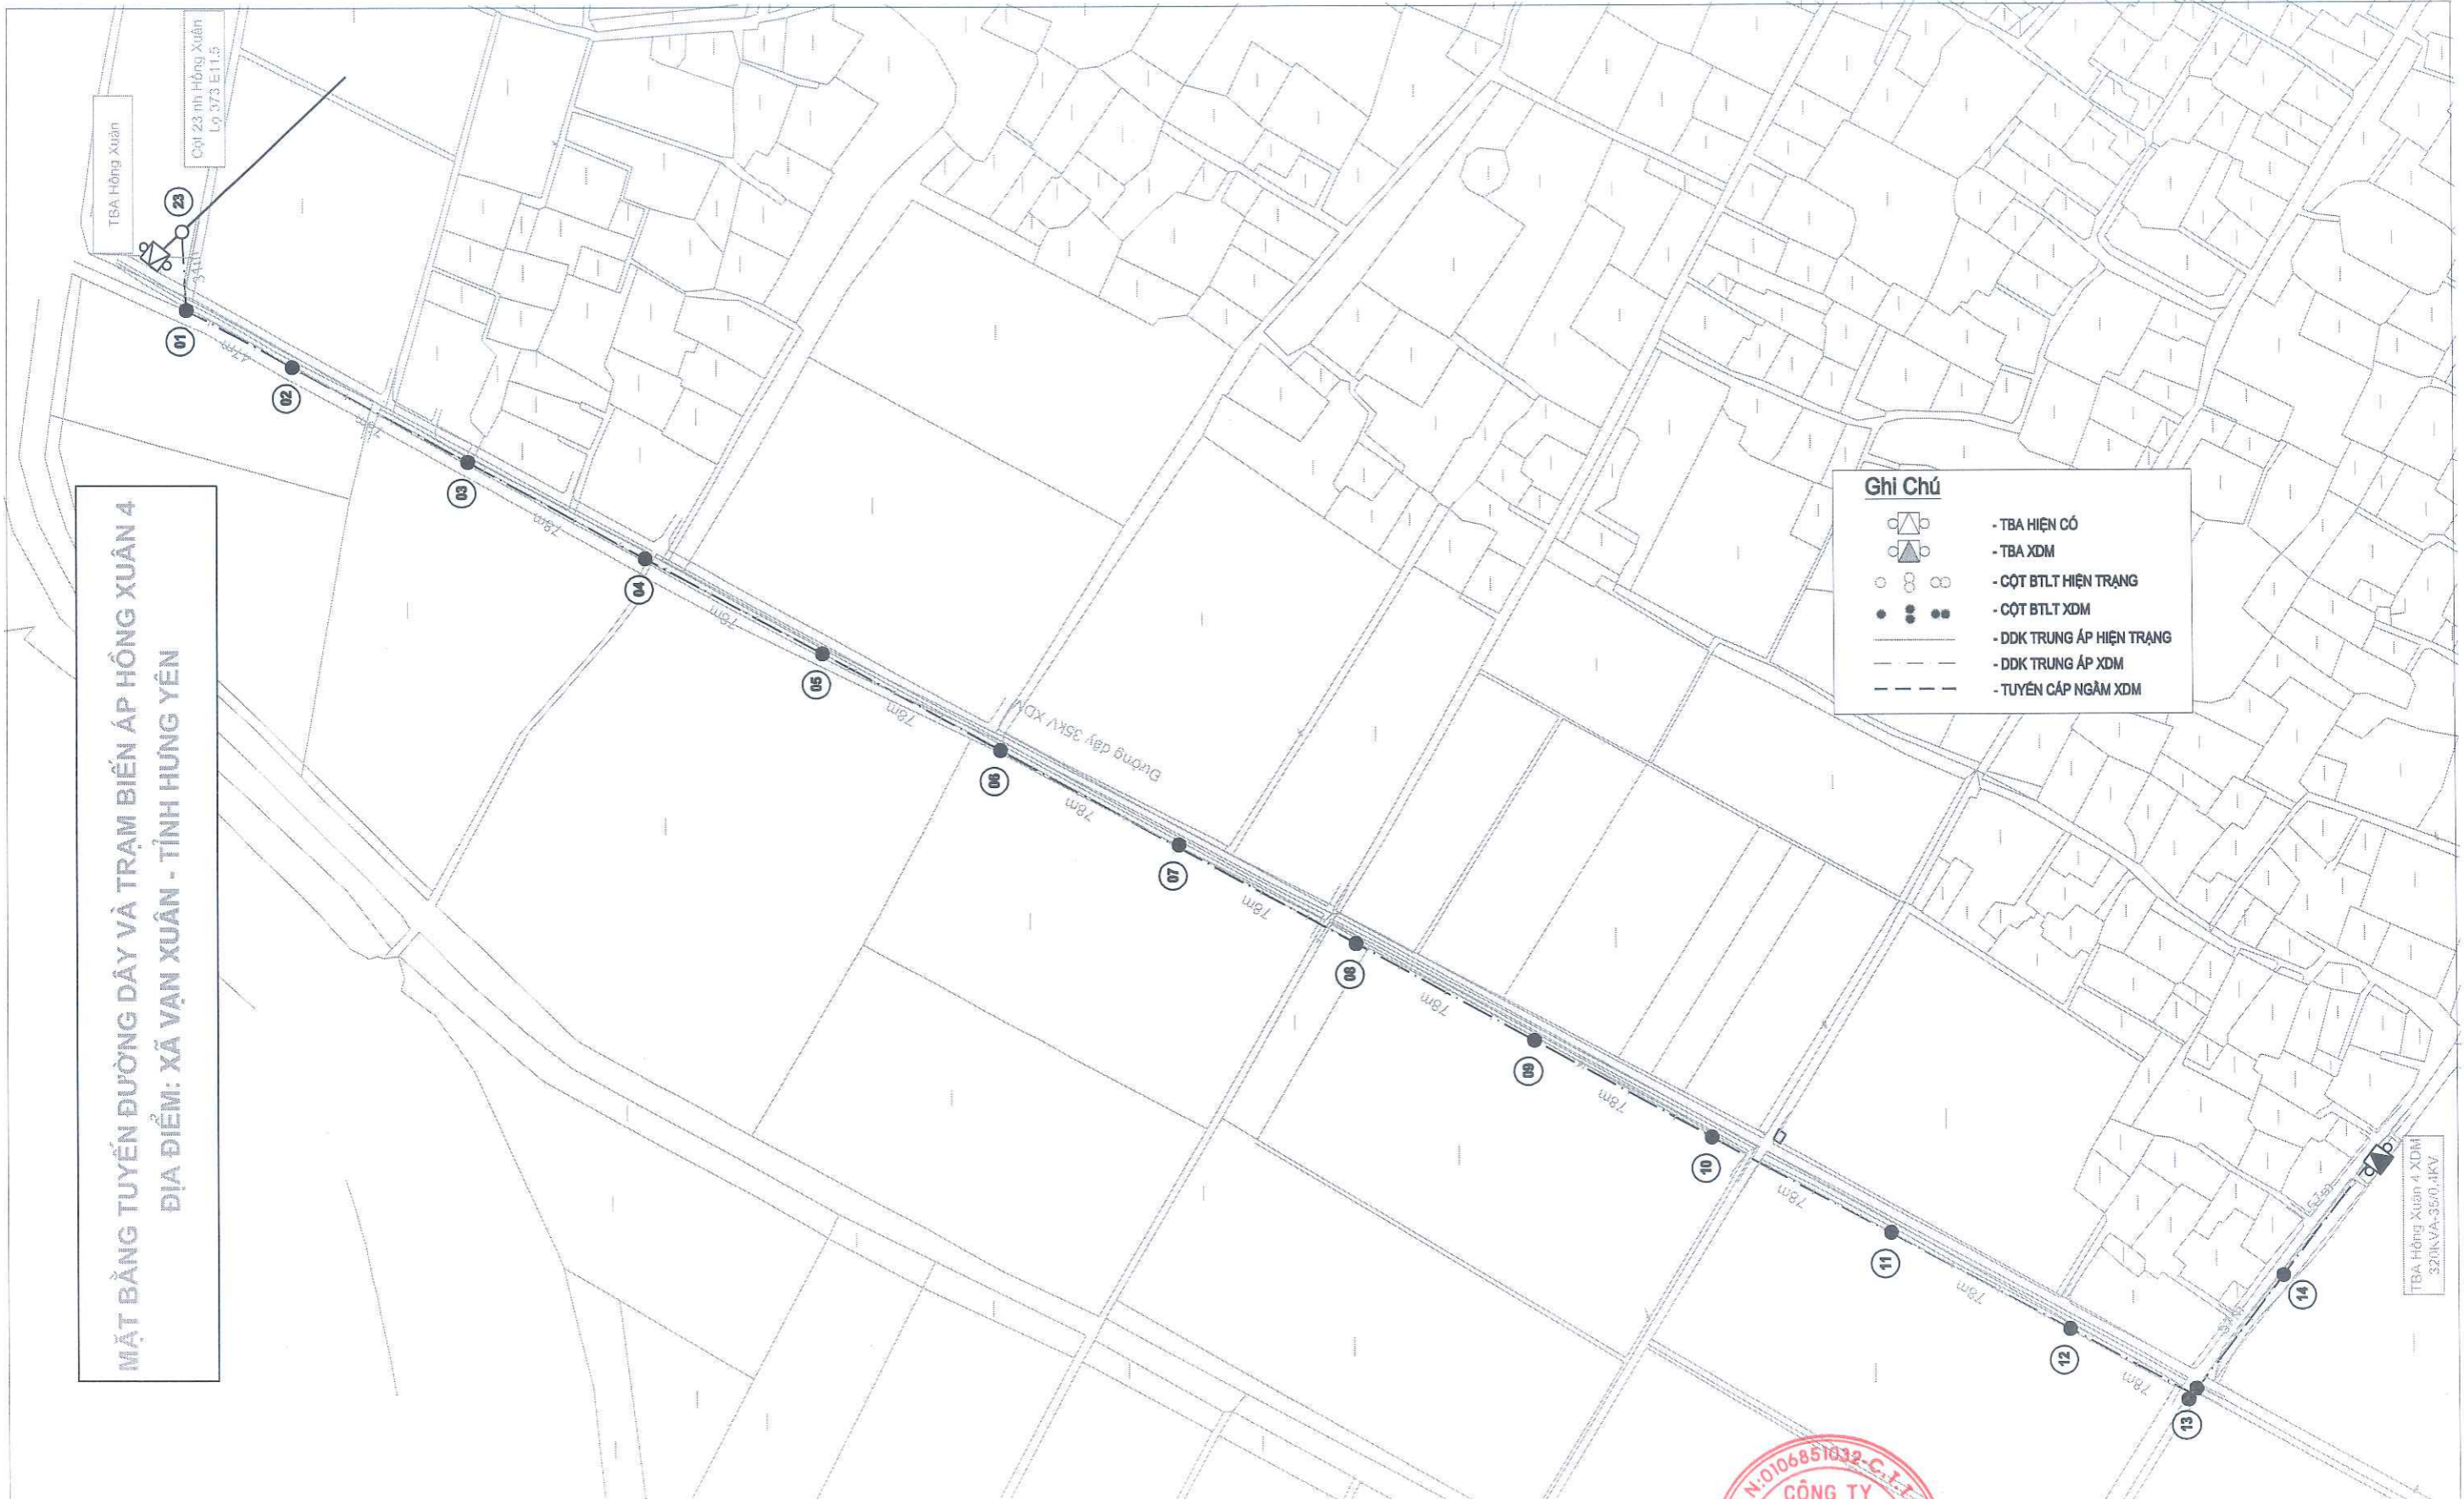 MẶT BẰNG TUYẾN ĐƯỜNG DÂY VÀ TRẠM BIẾN ÁP HỒNG XUÂN 4
ĐỊA ĐIỂM: XÃ VẠN XUÂN - TỈNH HƯNG YÊN
TBA Hồng Xuân
Cột 23 nh Hồng Xuân
Lộ 373 E11.5
23
34m
01
47m
02
78m
03
78m
04
78m
05
78m
06
Đường dây 35kV XDM
78m
07
78m
08
78m
09
78m
10
78m
11
78m
12
78m
13
14
TBA Hồng Xuân 4 XDM
320KVA-35/0,4KV
Ghi Chú
- TBA HIỆN CÓ
- TBA XDM
- CỘT BTLT HIỆN TRẠNG
- CỘT BTLT XDM
- DDK TRUNG ÁP HIỆN TRẠNG
- DDK TRUNG ÁP XDM
- TUYẾN CÁP NGẦM XDM
N:0106851032-C.T.
CÔNG TY